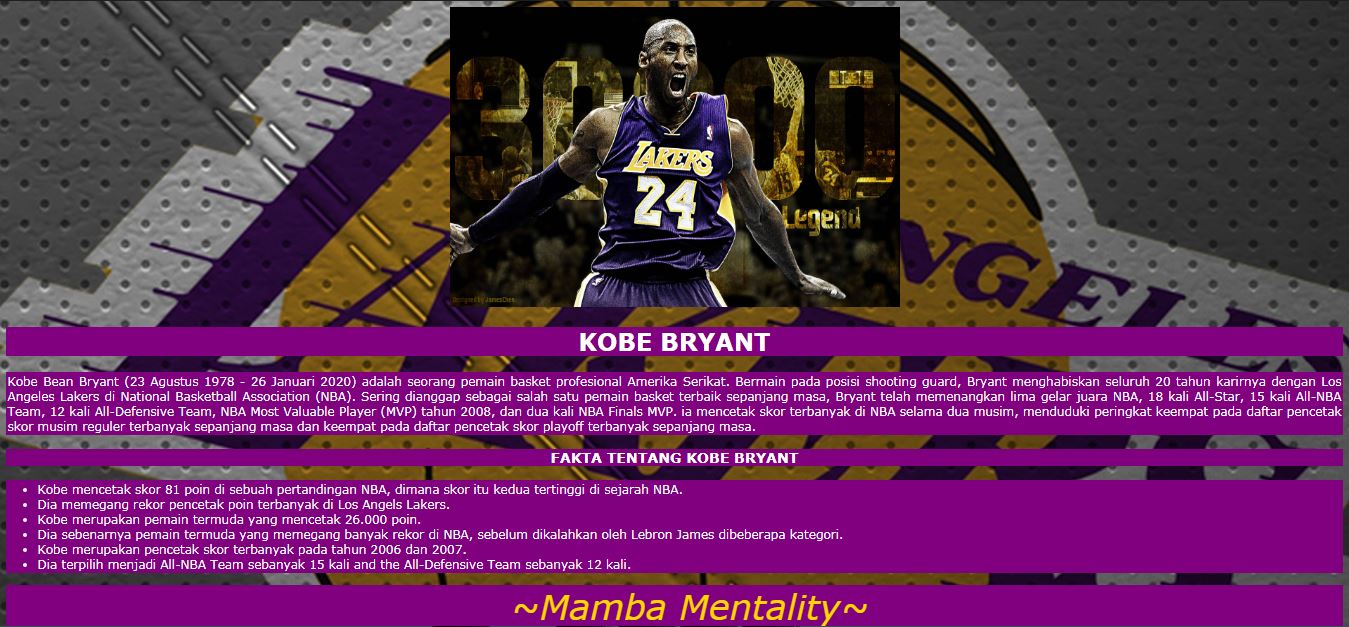 30000
LAKERS
24
Legend
24
Designed by JamesChen
NGELES
KOBE BRYANT
Kobe Bean Bryant (23 Agustus 1978 - 26 Januari 2020) adalah seorang pemain basket profesional Amerika Serikat. Bermain pada posisi shooting guard, Bryant menghabiskan seluruh 20 tahun karirnya dengan Los
Angeles Lakers di National Basketball Association (NBA). Sering dianggap sebagai salah satu pemain basket terbaik sepanjang masa, Bryant telah memenangkan lima gelar juara NBA, 18 kali All-Star, 15 kali All-NBA
Team, 12 kali All-Defensive Team, NBA Most Valuable Player (MVP) tahun 2008, dan dua kali NBA Finals MVP. ia mencetak skor terbanyak di NBA selama dua musim, menduduki peringkat keempat pada daftar pencetak
skor musim reguler terbanyak sepanjang masa dan keempat pada daftar pencetak skor playoff terbanyak sepanjang masa.
FAKTA TENTANG KOBE BRYANT
• Kobe mencetak skor 81 poin di sebuah pertandingan NBA, dimana skor itu kedua tertinggi di sejarah NBA.
• Dia memegang rekor pencetak poin terbanyak di Los Angels Lakers.
• Kobe merupakan pemain termuda yang mencetak 26.000 poin.
• Dia sebenarnya pemain termuda yang memegang banyak rekor di NBA, sebelum dikalahkan oleh Lebron James dibeberapa kategori.
• Kobe merupakan pencetak skor terbanyak pada tahun 2006 dan 2007.
• Dia terpilih menjadi All-NBA Team sebanyak 15 kali and the All-Defensive Team sebanyak 12 kali.
~Mamba Mentality~